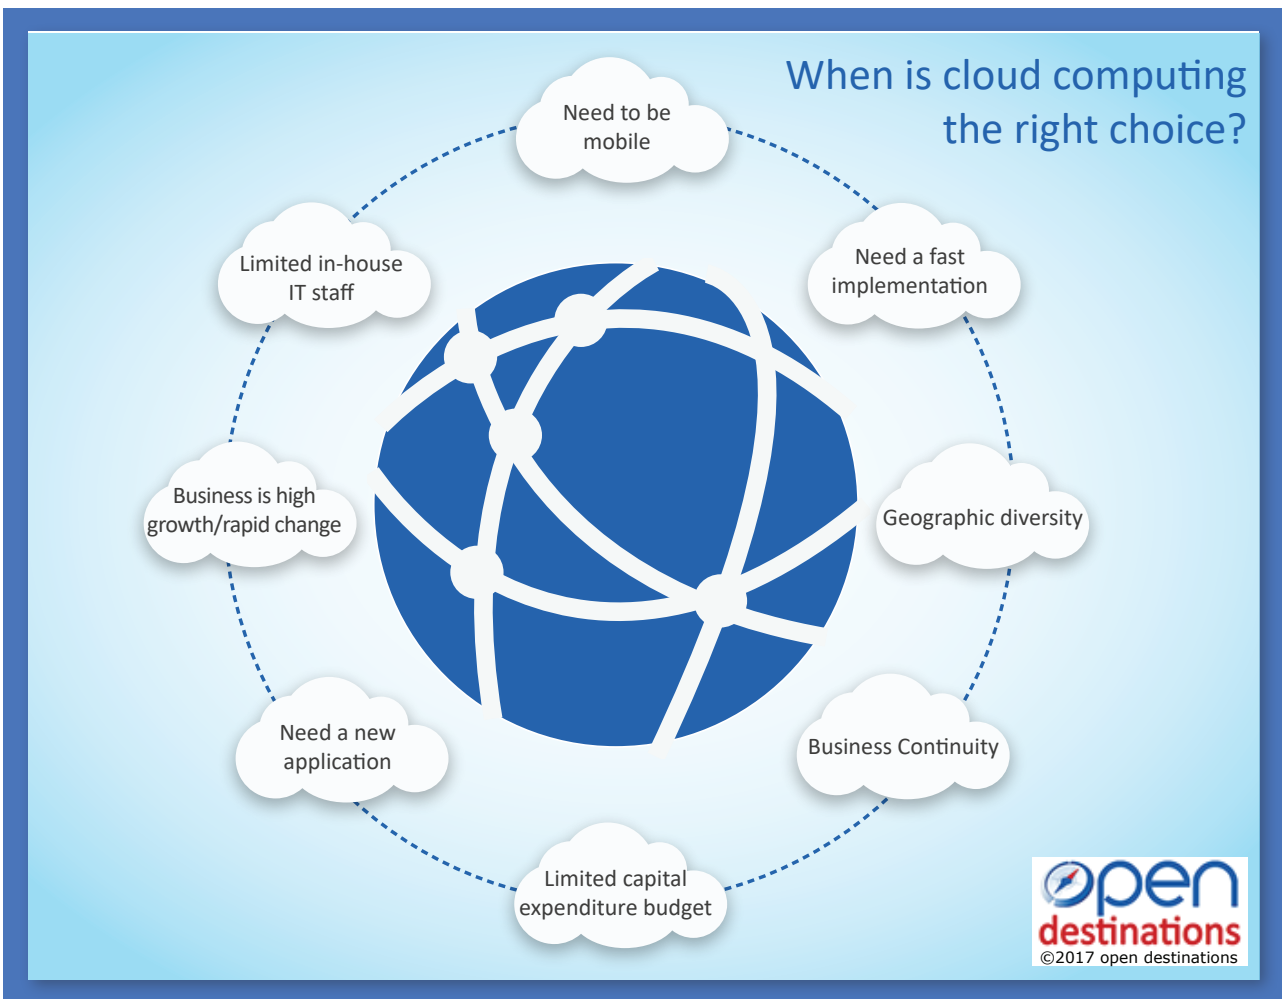 When is cloud computing
the right choice?
Need to be
mobile
Need a fast
implementation
Geographic diversity
Business Continuity
Limited capital
expenditure budget
Need a new
application
Business is high
growth/rapid change
Limited in-house
IT staff
open
destinations
©2017 open destinations